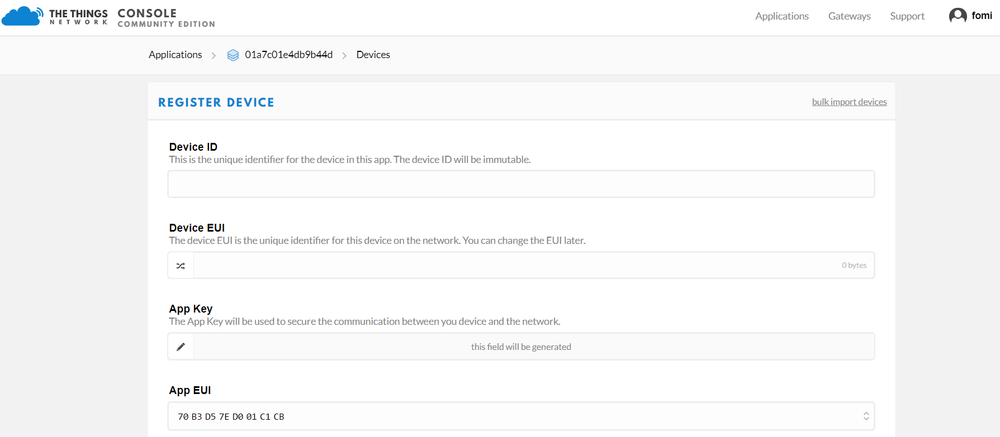 THE THINGS NETWORK CONSOLE COMMUNITY EDITION
Applications Gateways Support fomi
Applications 01a7c01e4db9b44d Devices
REGISTER DEVICE bulk import devices
Device ID
This is the unique identifier for the device in this app. The device ID will be immutable.
Device EUI
The device EUI is the unique identifier for this device on the network. You can change the EUI later.
0 bytes
App Key
The App Key will be used to secure the communication between you device and the network.
this field will be generated
App EUI
70 B3 D5 7E D0 01 C1 CB